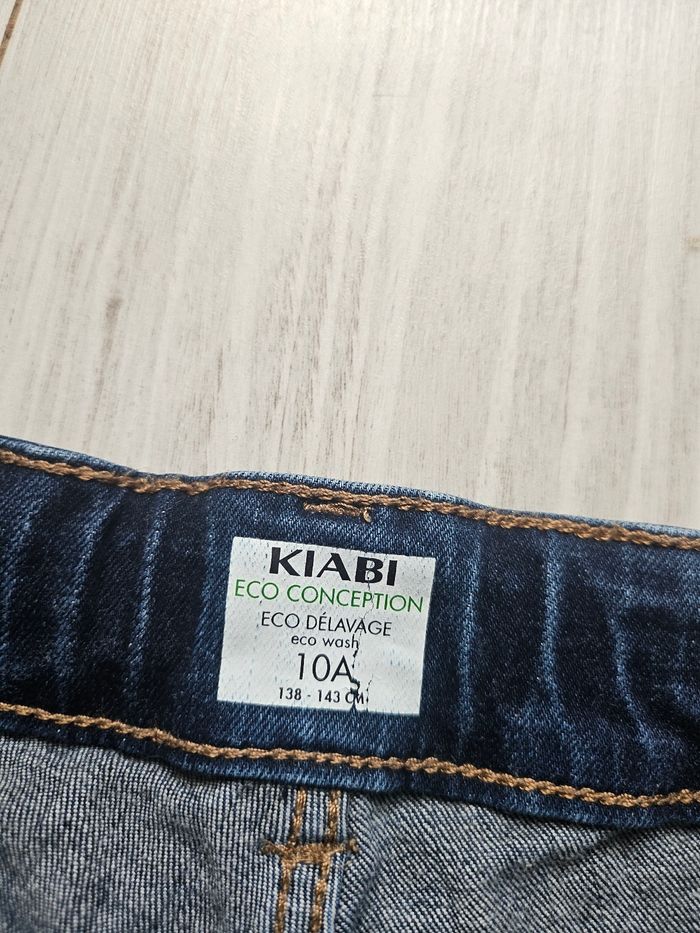 KIABI
ECO CONCEPTION
ECO DÉLAVAGE
eco wash
10A
138 - 143 CM